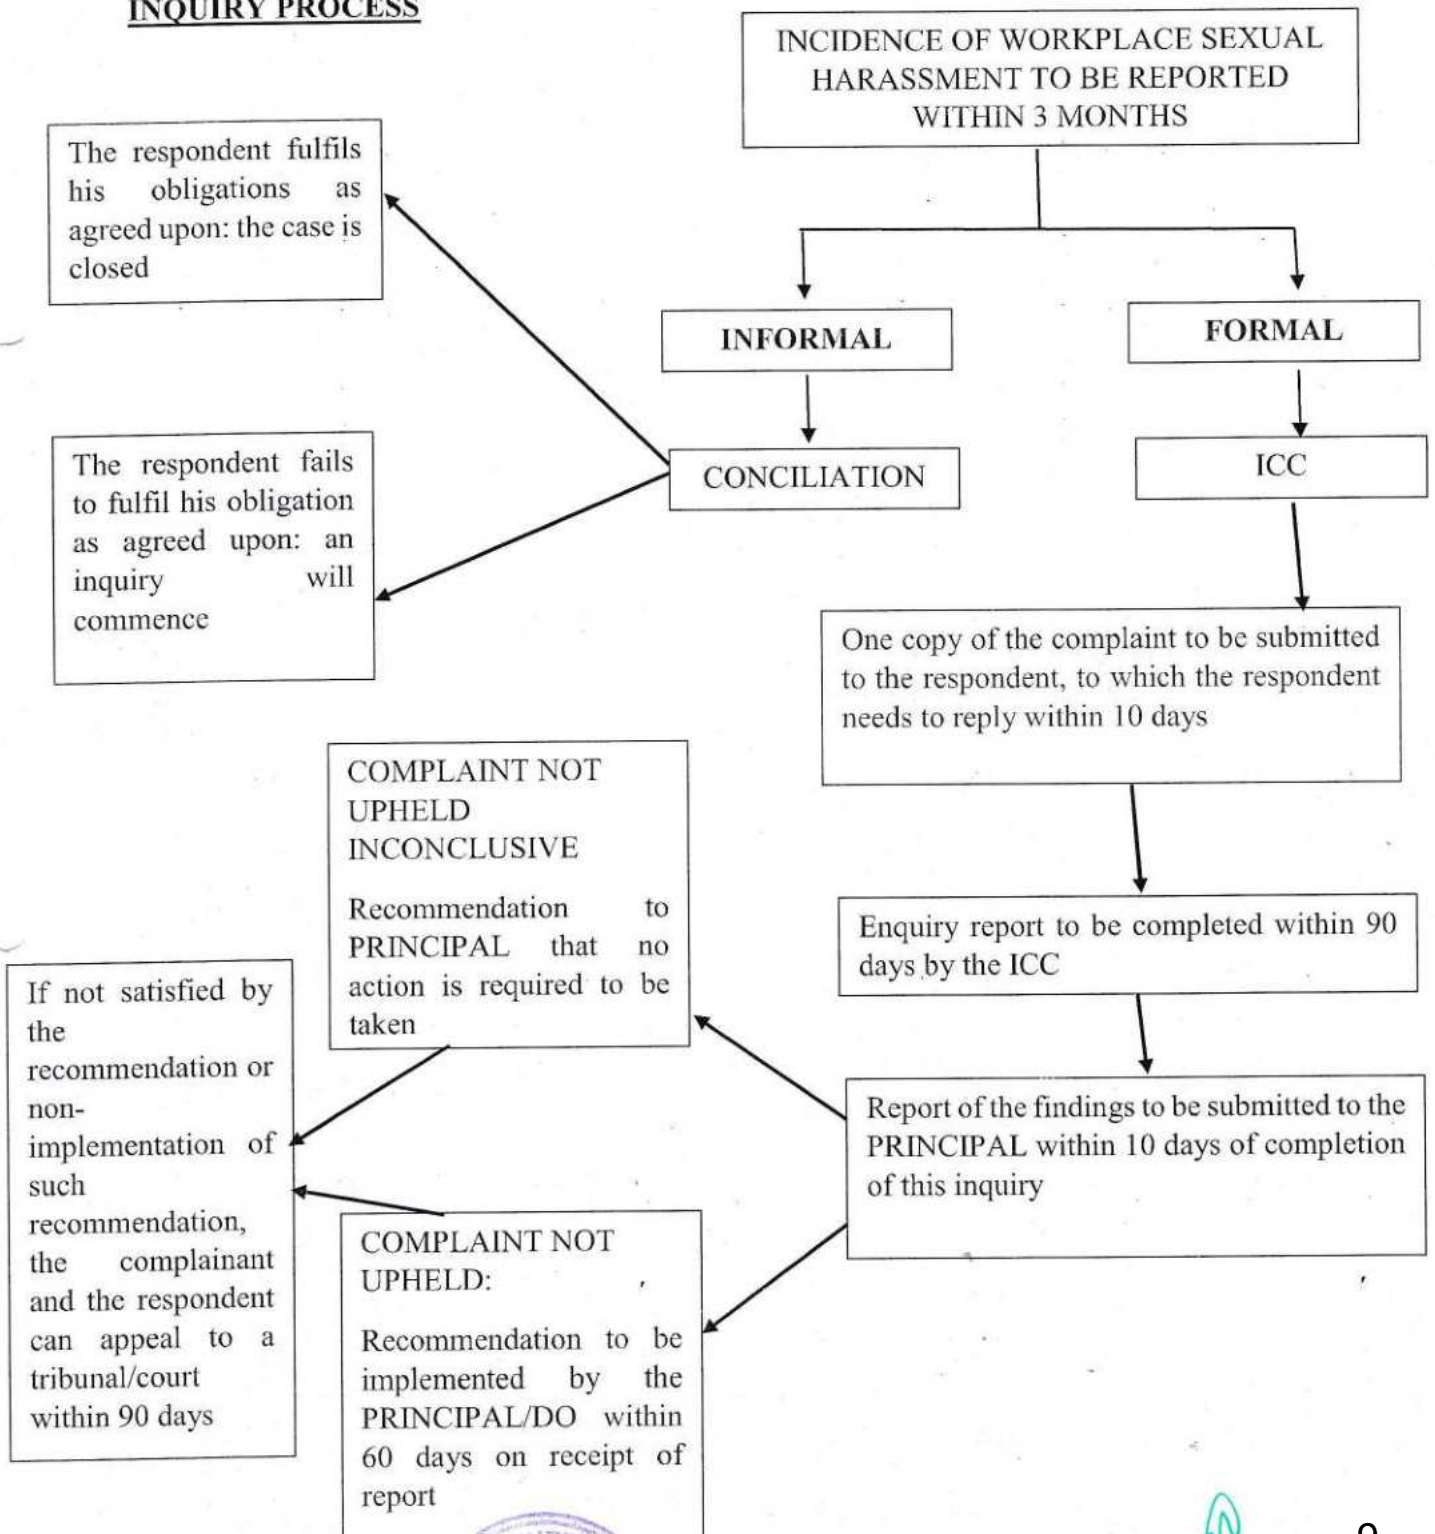 INQUIRY PROCESS
INCIDENCE OF WORKPLACE SEXUAL
HARASSMENT TO BE REPORTED
WITHIN 3 MONTHS
The respondent fulfils
his obligations as
agreed upon: the case is
closed
INFORMAL
FORMAL
The respondent fails
to fulfil his obligation
as agreed upon: an
inquiry will
commence
CONCILIATION
ICC
One copy of the complaint to be submitted
to the respondent, to which the respondent
needs to reply within 10 days
COMPLAINT NOT
UPHELD
INCONCLUSIVE
Recommendation to
PRINCIPAL that no
action is required to be
taken
Enquiry report to be completed within 90
days by the ICC
If not satisfied by
the
recommendation or
non-
implementation of
such
recommendation,
the complainant
and the respondent
can appeal to a
tribunal/court
within 90 days
Report of the findings to be submitted to the
PRINCIPAL within 10 days of completion
of this inquiry
COMPLAINT NOT
UPHELD:
Recommendation to be
implemented by the
PRINCIPAL/DO within
60 days on receipt of
report